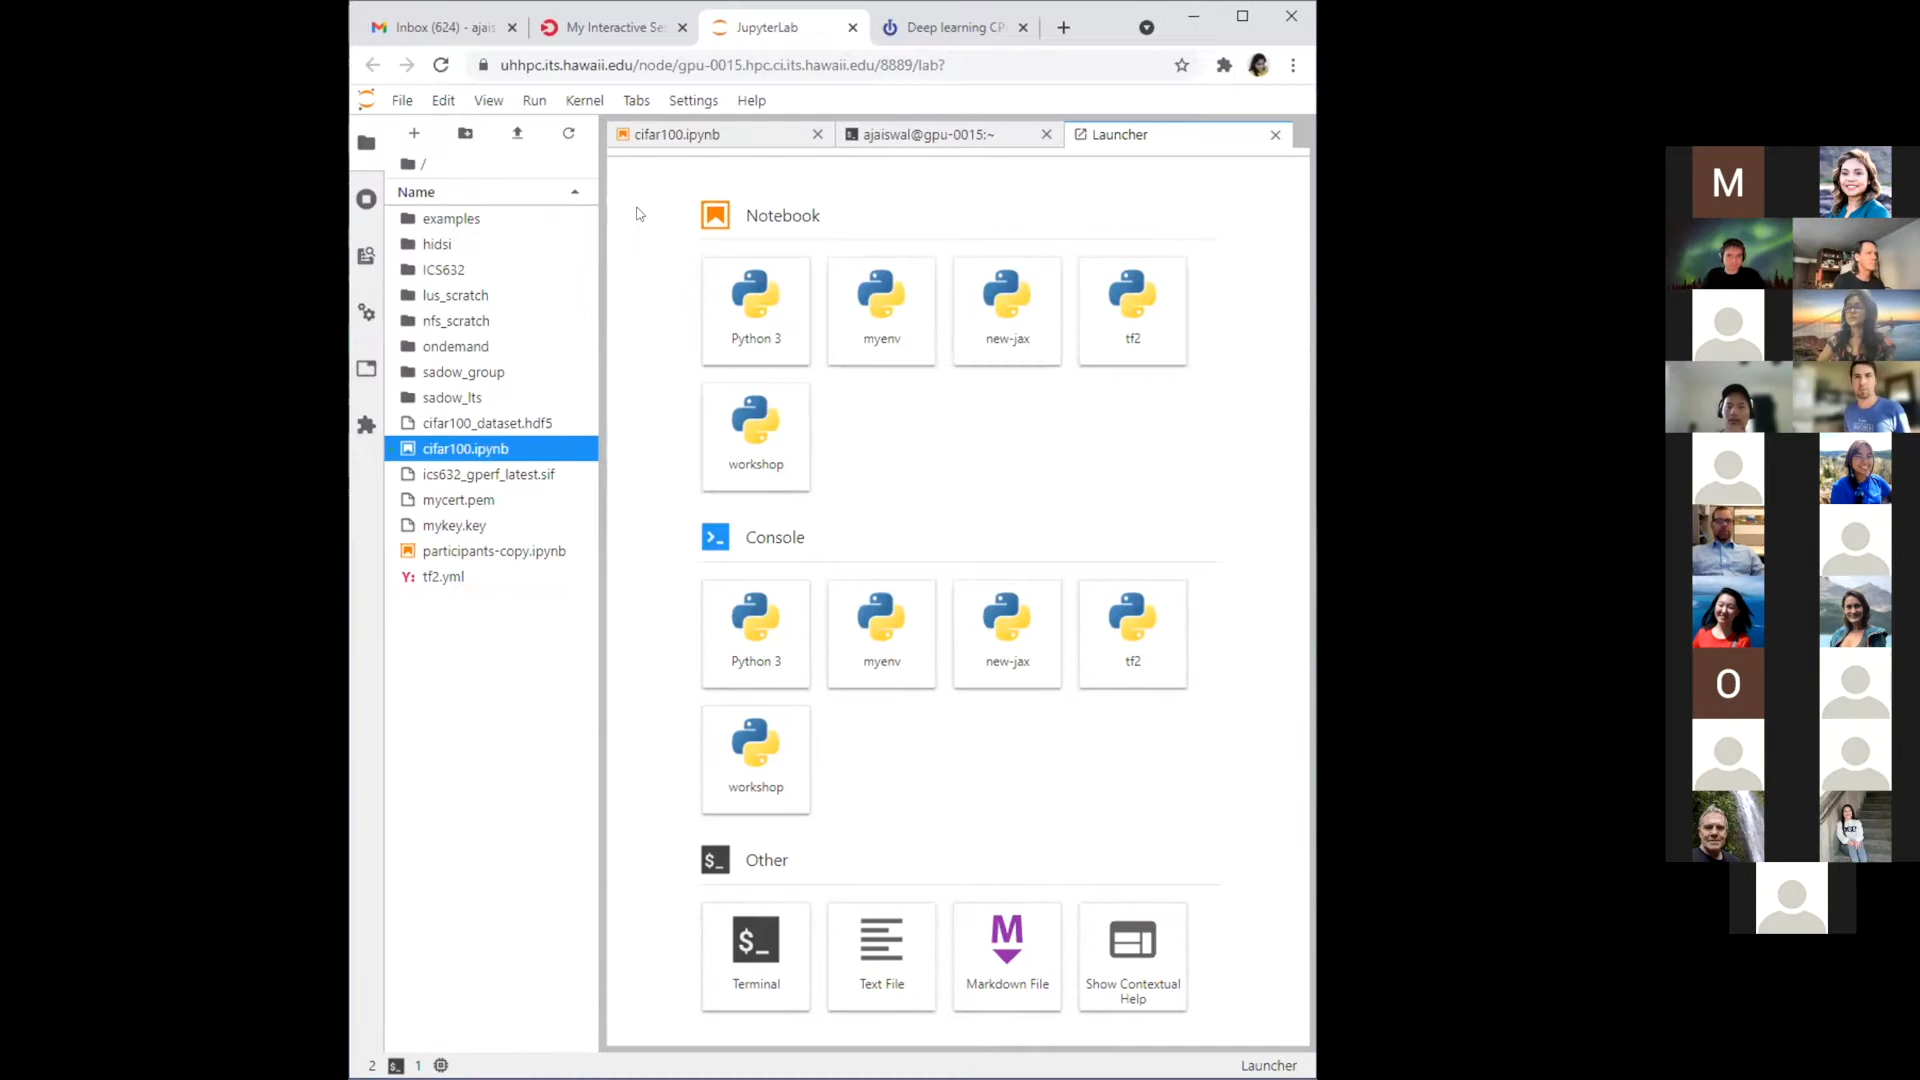 Inbox (624) - ajais
My Interactive Se
JupyterLab
Deep learning CP
uhhpc.its.hawaii.edu/node/gpu-0015.hpc.ci.its.hawaii.edu/8889/lab?
File Edit View Run Kernel Tabs Settings Help
cifar100.ipynb
ajaiswal@gpu-0015:~
Launcher
/
Name
examples
hidsi
ICS632
lus_scratch
nfs_scratch
ondemand
sadow_group
sadow_lts
cifar100_dataset.hdf5
cifar100.ipynb
ics632_gperf_latest.sif
mycert.pem
mykey.key
participants-copy.ipynb
Y: tf2.yml
Notebook
Python 3
myenv
new-jax
tf2
workshop
>_ Console
Python 3
myenv
new-jax
tf2
workshop
$_ Other
$_
M
Terminal
Text File
Markdown File
Show Contextual
Help
2 $_ 1
Launcher
M
O